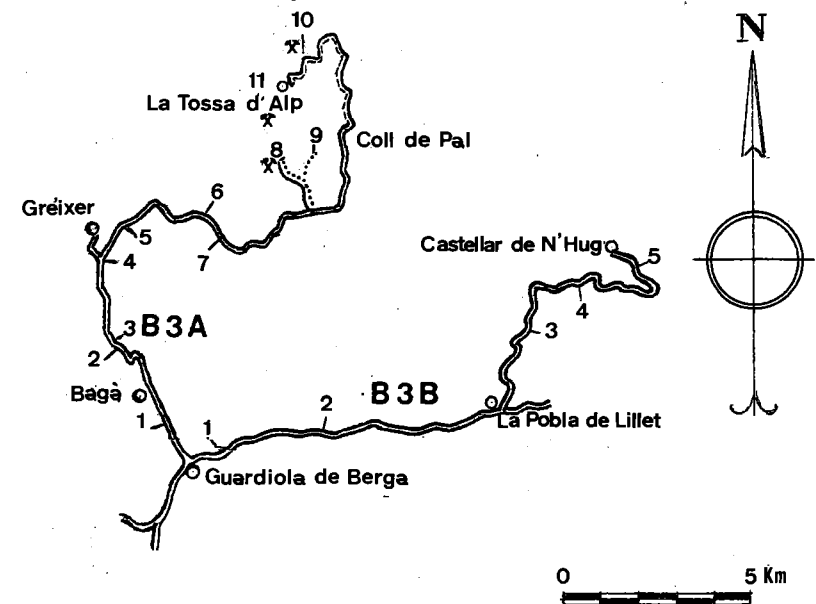 10
N
11
La Tossa d'Alp
Coll de Pal
9
8
6
Gréixer
5
7
4
Castellar de N'Hug
5
4
3
B3A
3
2
Bagà
B3B
2
1
1
La Pobla de Lillet
Guardiola de Berga
0
5 Km